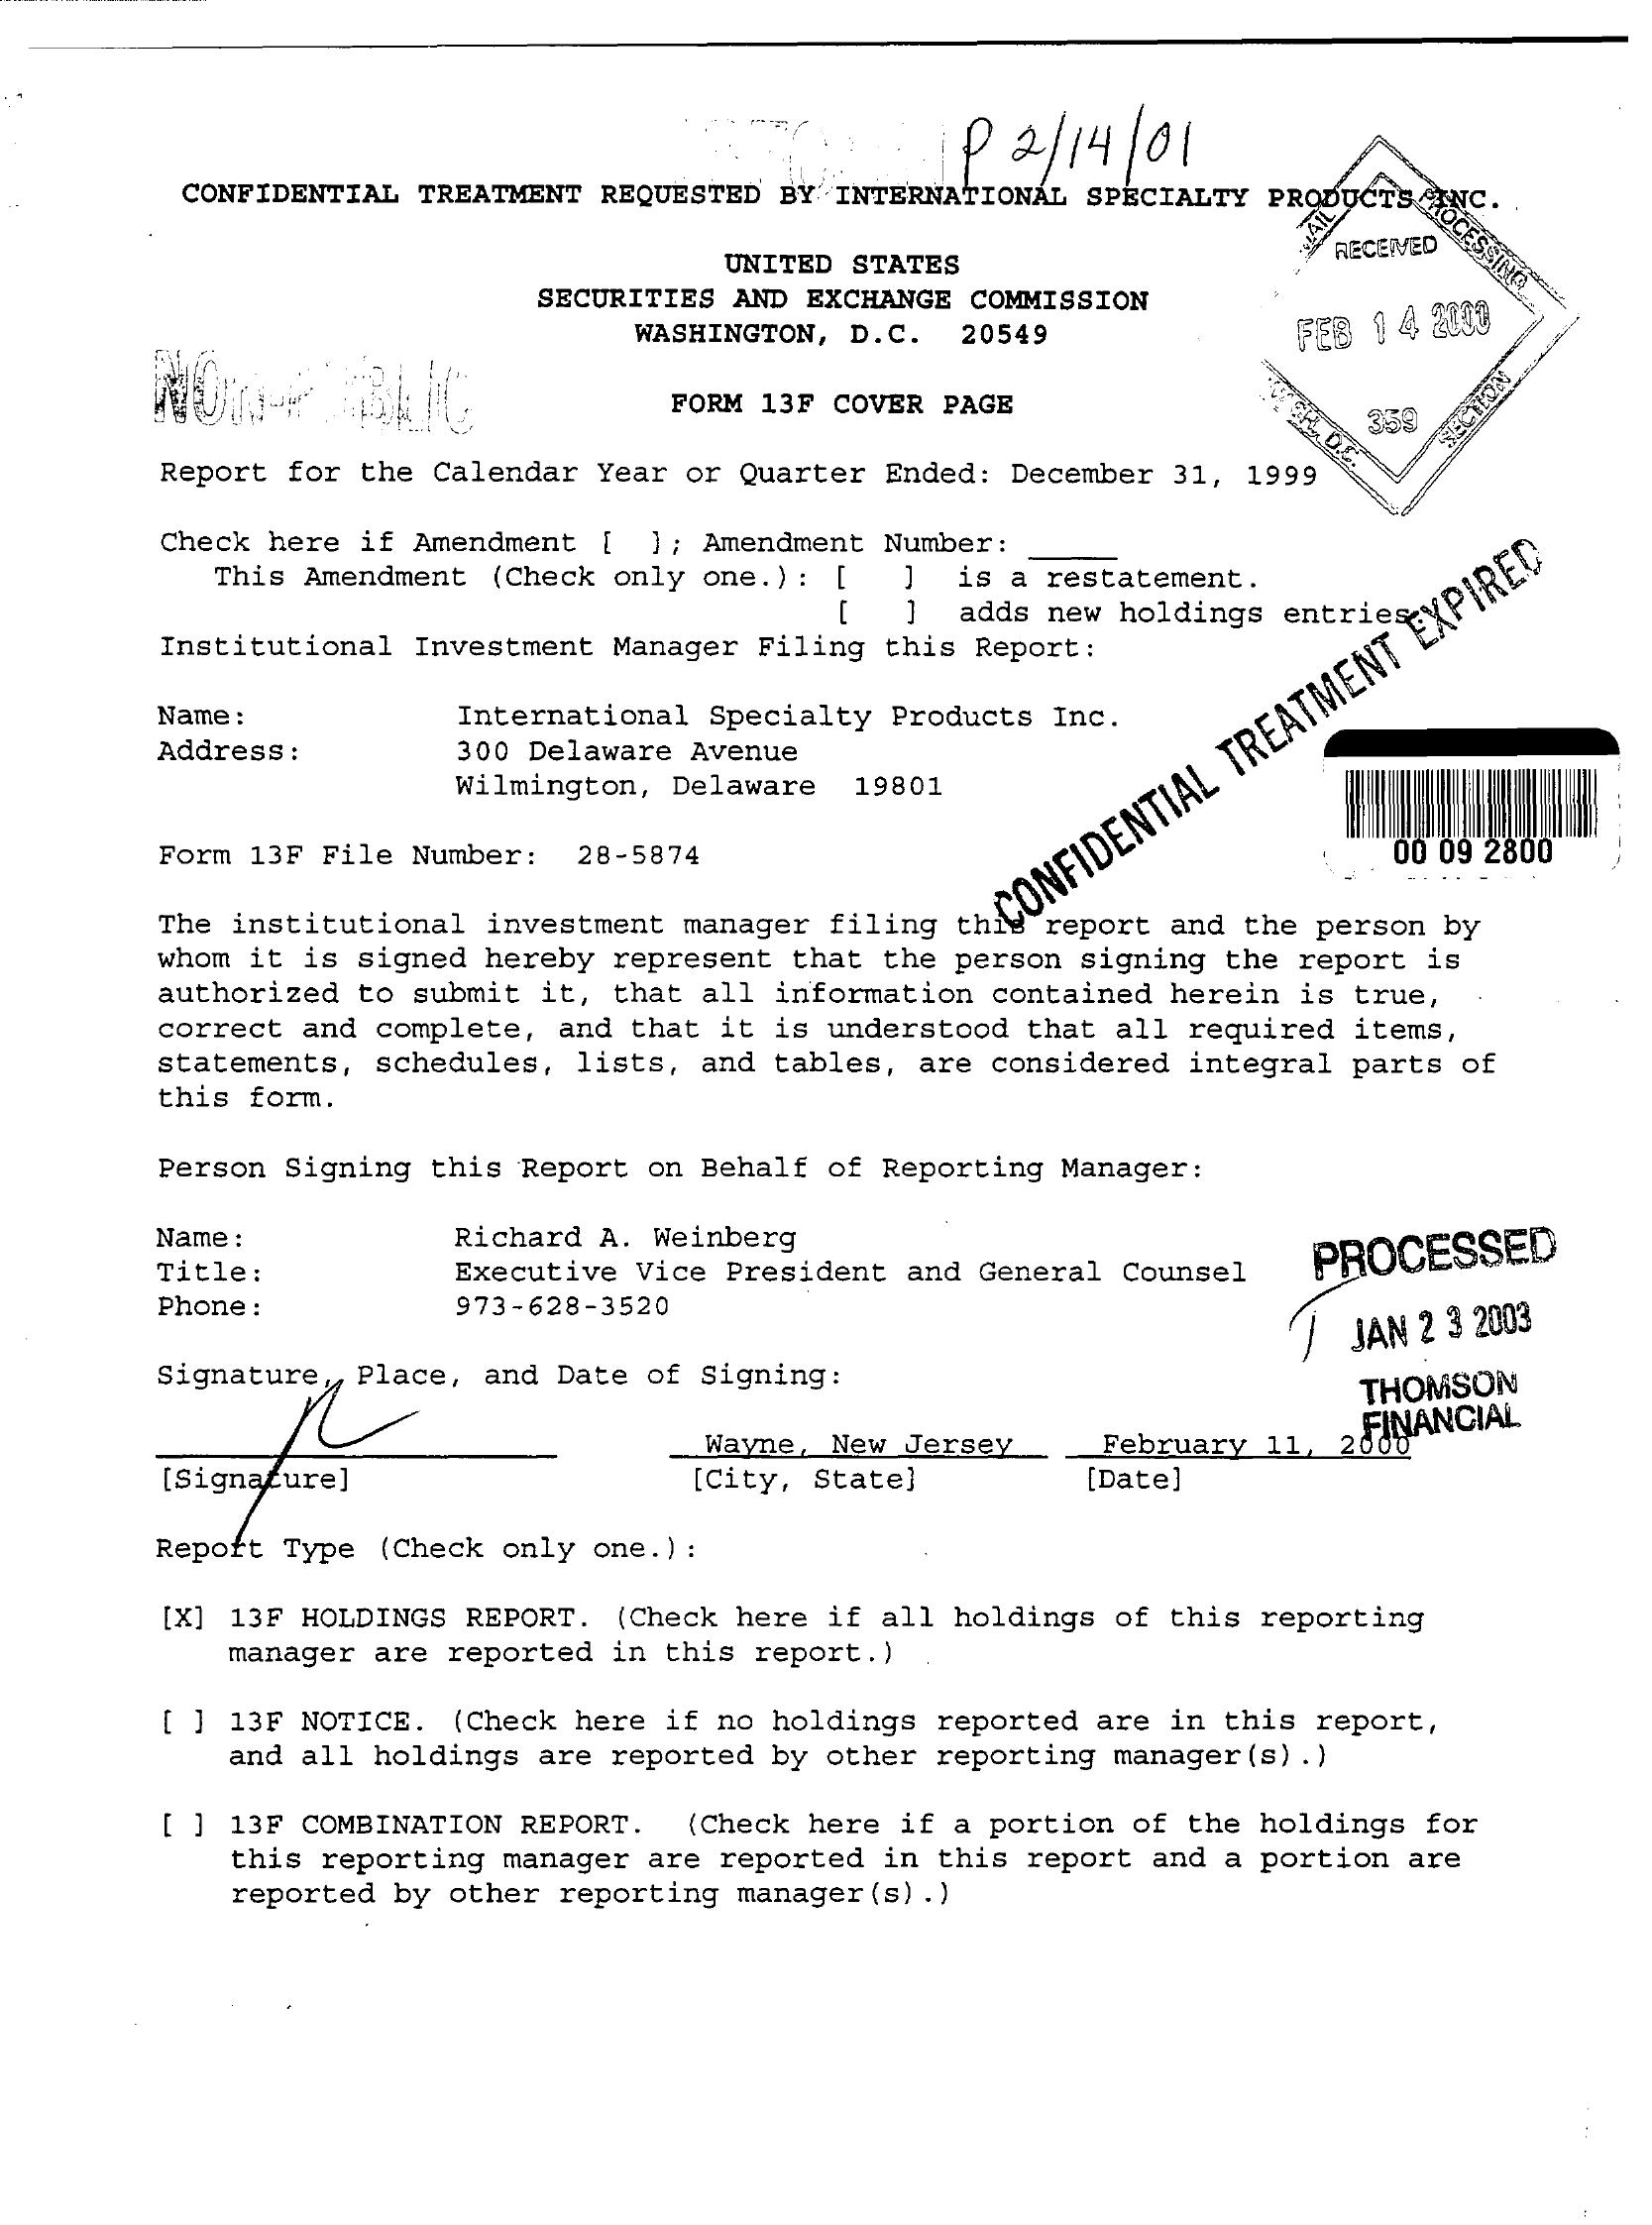 P 2/14/01
CONFIDENTIAL TREATMENT REQUESTED BY INTERNATIONAL SPECIALTY PRODUCTS INC.
MAIL PROCESSING
RECEIVED
FEB 14 2000
WASH, D.C. 359 SECTION
UNITED STATES
SECURITIES AND EXCHANGE COMMISSION
WASHINGTON, D.C. 20549
NON-PUBLIC
FORM 13F COVER PAGE
Report for the Calendar Year or Quarter Ended: December 31, 1999
Check here if Amendment [ ]; Amendment Number: _____
This Amendment (Check only one.): [ ] is a restatement.
[ ] adds new holdings entries
Institutional Investment Manager Filing this Report:
CONFIDENTIAL TREATMENT EXPIRED
Name: International Specialty Products Inc.
Address: 300 Delaware Avenue
Wilmington, Delaware 19801
00 09 2800
Form 13F File Number: 28-5874
The institutional investment manager filing this report and the person by
whom it is signed hereby represent that the person signing the report is
authorized to submit it, that all information contained herein is true,
correct and complete, and that it is understood that all required items,
statements, schedules, lists, and tables, are considered integral parts of
this form.
Person Signing this Report on Behalf of Reporting Manager:
Name: Richard A. Weinberg
Title: Executive Vice President and General Counsel
Phone: 973-628-3520
PROCESSED
JAN 23 2003
THOMSON
FINANCIAL
Signature, Place, and Date of Signing:
Wayne, New Jersey February 11, 2000
[Signature] [City, State] [Date]
Report Type (Check only one.):
[X] 13F HOLDINGS REPORT. (Check here if all holdings of this reporting
manager are reported in this report.)
[ ] 13F NOTICE. (Check here if no holdings reported are in this report,
and all holdings are reported by other reporting manager(s).)
[ ] 13F COMBINATION REPORT. (Check here if a portion of the holdings for
this reporting manager are reported in this report and a portion are
reported by other reporting manager(s).)